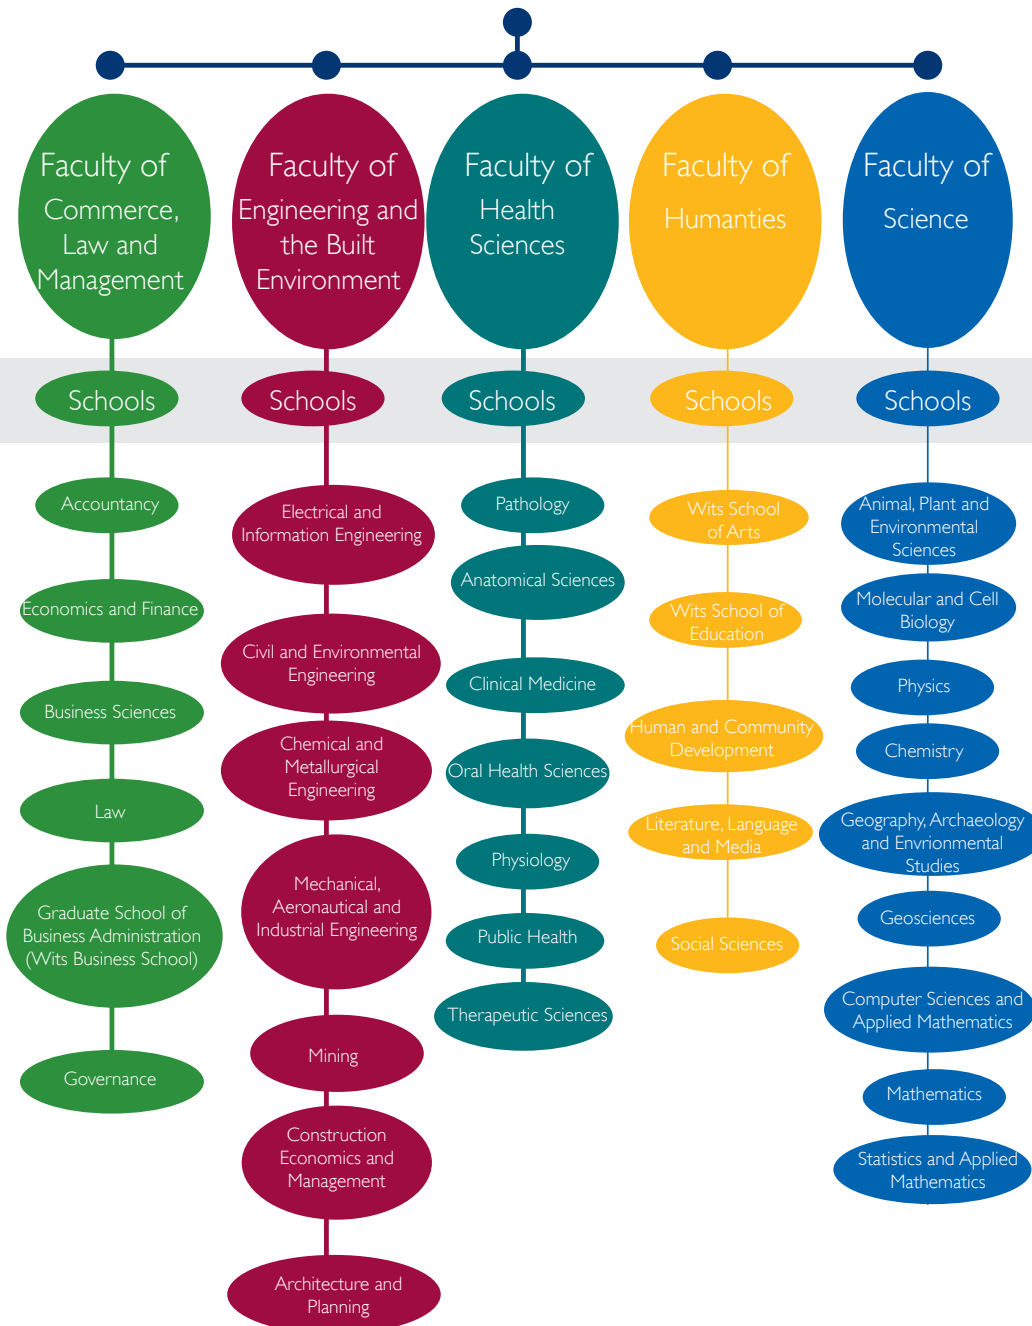 Faculty of
Commerce,
Law and
Management
Faculty of
Engineering and
the Built
Environment
Faculty of
Health
Sciences
Faculty of
Humanties
Faculty of
Science
Schools
Schools
Schools
Schools
Schools
Accountancy
Economics and Finance
Business Sciences
Law
Graduate School of
Business Administration
(Wits Business School)
Governance
Electrical and
Information Engineering
Civil and Environmental
Engineering
Chemical and
Metallurgical
Engineering
Mechanical,
Aeronautical and
Industrial Engineering
Mining
Construction
Economics and
Management
Architecture and
Planning
Pathology
Anatomical Sciences
Clinical Medicine
Oral Health Sciences
Physiology
Public Health
Therapeutic Sciences
Wits School
of Arts
Wits School of
Education
Human and Community
Development
Literature, Language
and Media
Social Sciences
Animal, Plant and
Environmental
Sciences
Molecular and Cell
Biology
Physics
Chemistry
Geography, Archaeology
and Envrionmental
Studies
Geosciences
Computer Sciences and
Applied Mathematics
Mathematics
Statistics and Applied
Mathematics